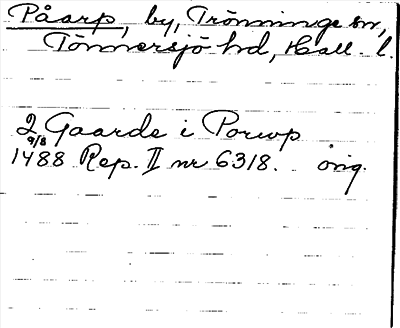 Påarp, by, Trönninge sn,
Tönnersjö hd, Hall. l.
2 Gaarde i Porwp
9/8
1488 Rep. II nr 6318. orig.